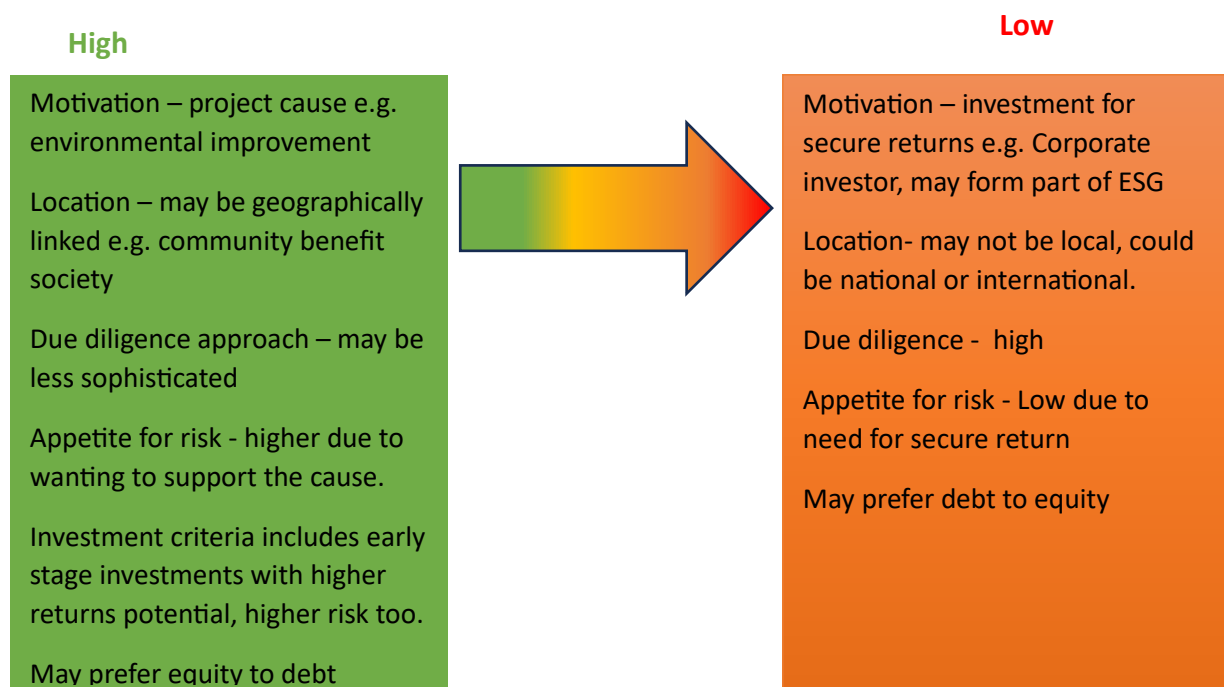 High
Motivation – project cause e.g.
environmental improvement
Location – may be geographically
linked e.g. community benefit
society
Due diligence approach – may be
less sophisticated
Appetite for risk - higher due to
wanting to support the cause.
Investment criteria includes early
stage investments with higher
returns potential, higher risk too.
May prefer equity to debt
Low
Motivation – investment for
secure returns e.g. Corporate
investor, may form part of ESG
Location- may not be local, could
be national or international.
Due diligence -  high
Appetite for risk - Low due to
need for secure return
May prefer debt to equity